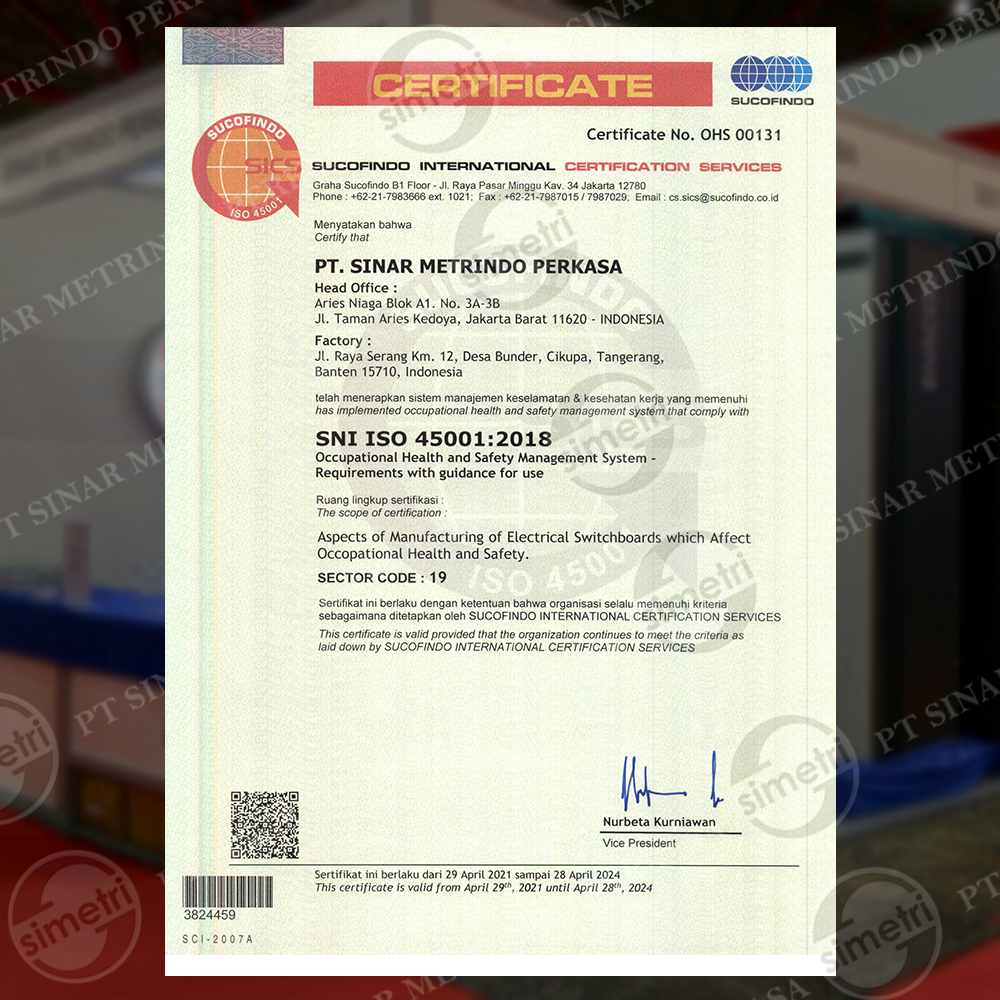 CERTIFICATE
SUCOFINDO
Certificate No. OHS 00131
SUCOFINDO
SICS
ISO 45001
SUCOFINDO INTERNATIONAL CERTIFICATION SERVICES
Graha Sucofindo B1 Floor - Jl. Raya Pasar Minggu Kav. 34 Jakarta 12780
Phone : +62-21-7983666 ext. 1021; Fax : +62-21-7987015 / 7987029; Email : cs.sics@sucofindo.co.id
Menyatakan bahwa
Certify that
PT. SINAR METRINDO PERKASA
Head Office :
Aries Niaga Blok A1. No. 3A-3B
Jl. Taman Aries Kedoya, Jakarta Barat 11620 - INDONESIA
Factory :
Jl. Raya Serang Km. 12, Desa Bunder, Cikupa, Tangerang,
Banten 15710, Indonesia
telah menerapkan sistem manajemen keselamatan & kesehatan kerja yang memenuhi
has implemented occupational health and safety management system that comply with
SNI ISO 45001:2018
Occupational Health and Safety Management System -
Requirements with guidance for use
Ruang lingkup sertifikasi :
The scope of certification :
Aspects of Manufacturing of Electrical Switchboards which Affect
Occopational Health and Safety.
SECTOR CODE : 19
Sertifikat ini berlaku dengan ketentuan bahwa organisasi selalu memenuhi kriteria
sebagaimana ditetapkan oleh SUCOFINDO INTERNATIONAL CERTIFICATION SERVICES
This certificate is valid provided that the organization continues to meet the criteria as
laid down by SUCOFINDO INTERNATIONAL CERTIFICATION SERVICES
Nurbeta Kurniawan
Vice President
Sertifikat ini berlaku dari 29 April 2021 sampai 28 April 2024
This certificate is valid from April 29th, 2021 until April 28th, 2024
3824459
SCI-2007A
simetri
PT SINAR METRINDO PERKASA